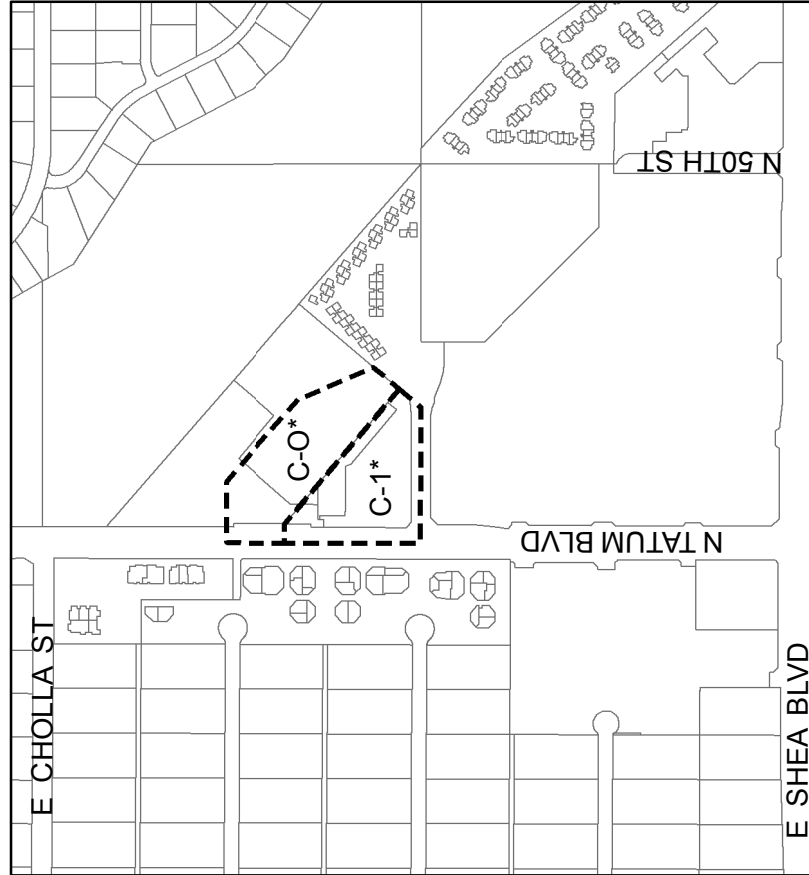 E CHOLLA ST
N 50TH ST
C-O*
C-1*
N TATUM BLVD
E SHEA BLVD